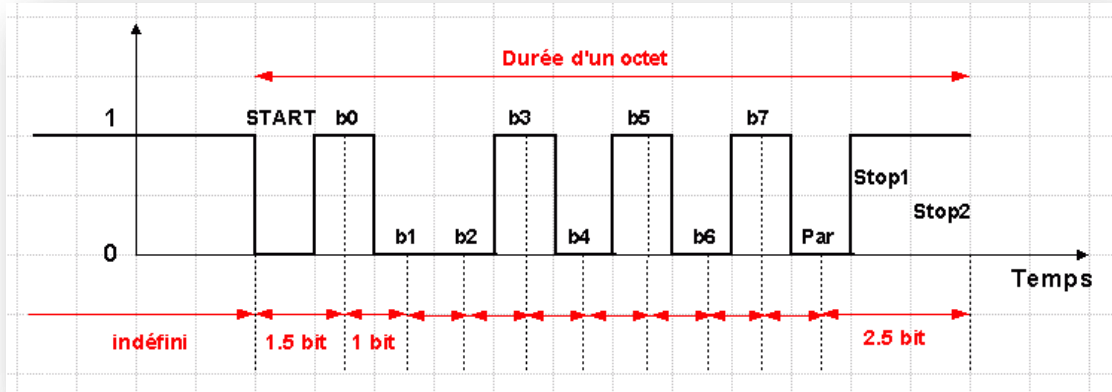 Durée d'un octet
1
START b0 b3 b5 b7
Stop1
Stop2
0
b1 b2 b4 b6 Par
Temps
indéfini 1.5 bit 1 bit 2.5 bit